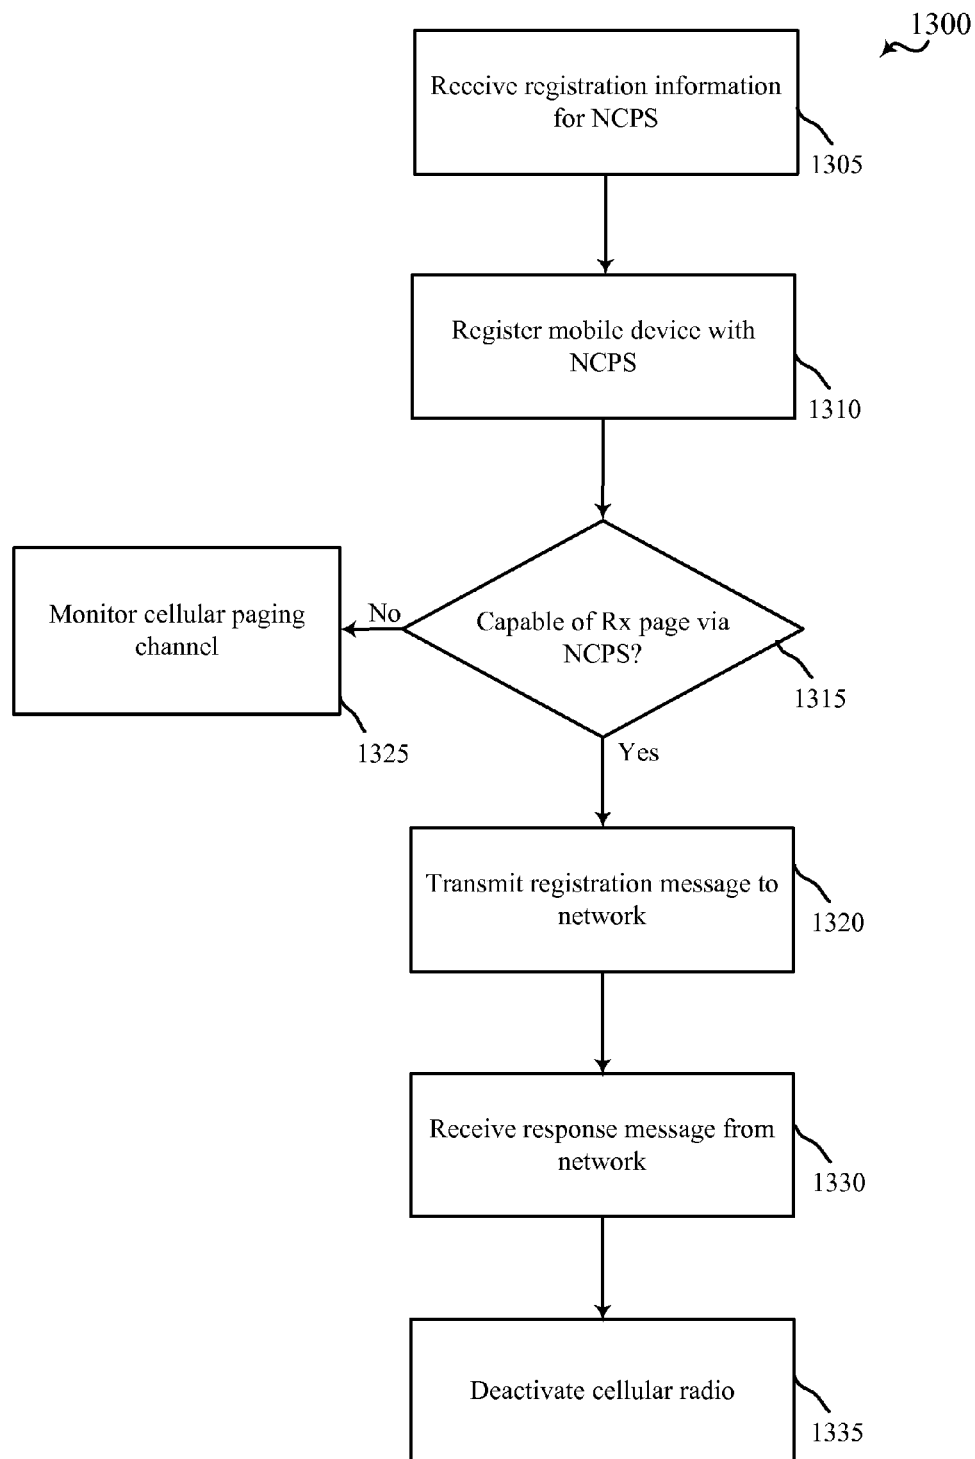 1300
Receive registration information
for NCPS
1305
Register mobile device with
NCPS
1310
Capable of Rx page via
NCPS?
1315
No
Monitor cellular paging
channel
1325
Yes
Transmit registration message to
network
1320
Receive response message from
network
1330
Deactivate cellular radio
1335